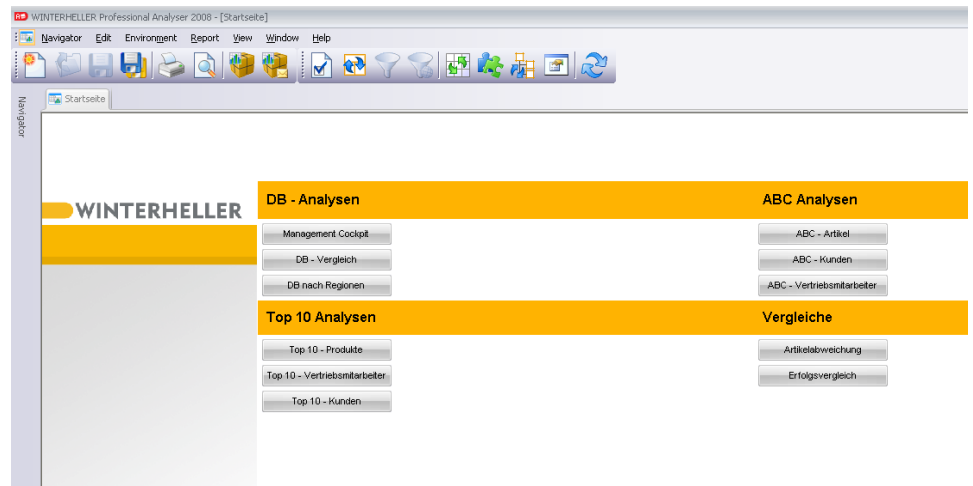 WINTERHELLER Professional Analyser 2008 - [Startseite]
Navigator Edit Environment Report View Window Help
Startseite
Navigator
WINTERHELLER
DB - Analysen ABC Analysen
Management Cockpit ABC - Artikel
DB - Vergleich ABC - Kunden
DB nach Regionen ABC - Vertriebsmitarbeiter
Top 10 Analysen Vergleiche
Top 10 - Produkte Artikelabweichung
Top 10 - Vertriebsmitarbeiter Erfolgsvergleich
Top 10 - Kunden